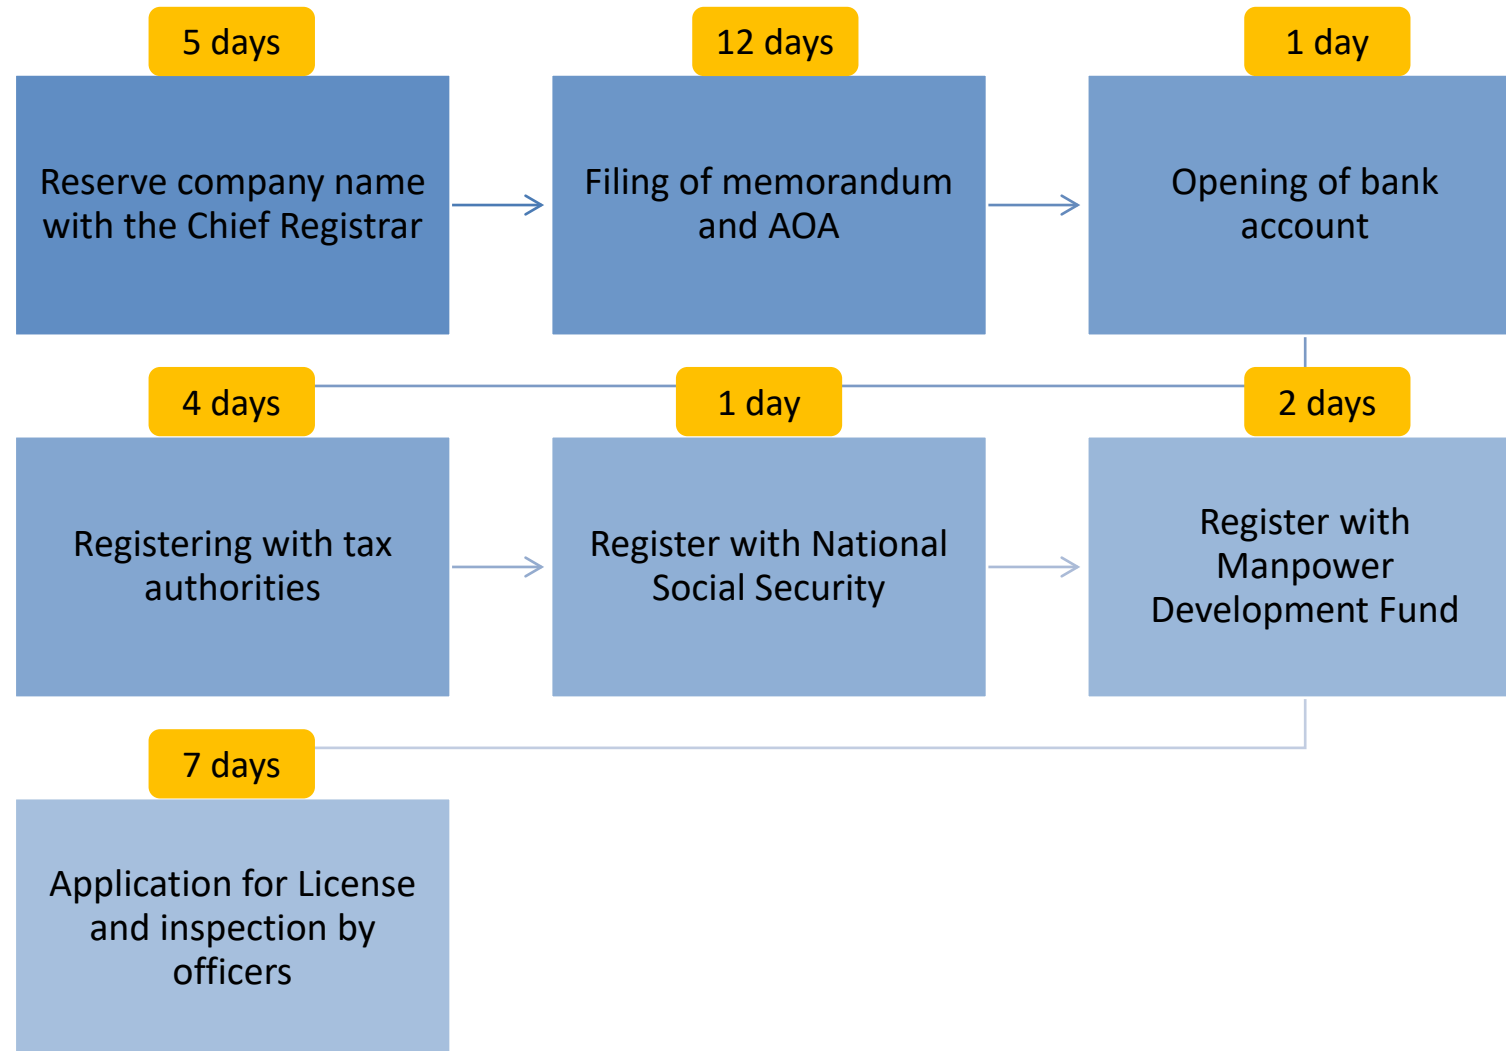 5 days
Reserve company name
with the Chief Registrar
12 days
Filing of memorandum
and AOA
1 day
Opening of bank
account
4 days
Registering with tax
authorities
1 day
Register with National
Social Security
2 days
Register with
Manpower
Development Fund
7 days
Application for License
and inspection by
officers